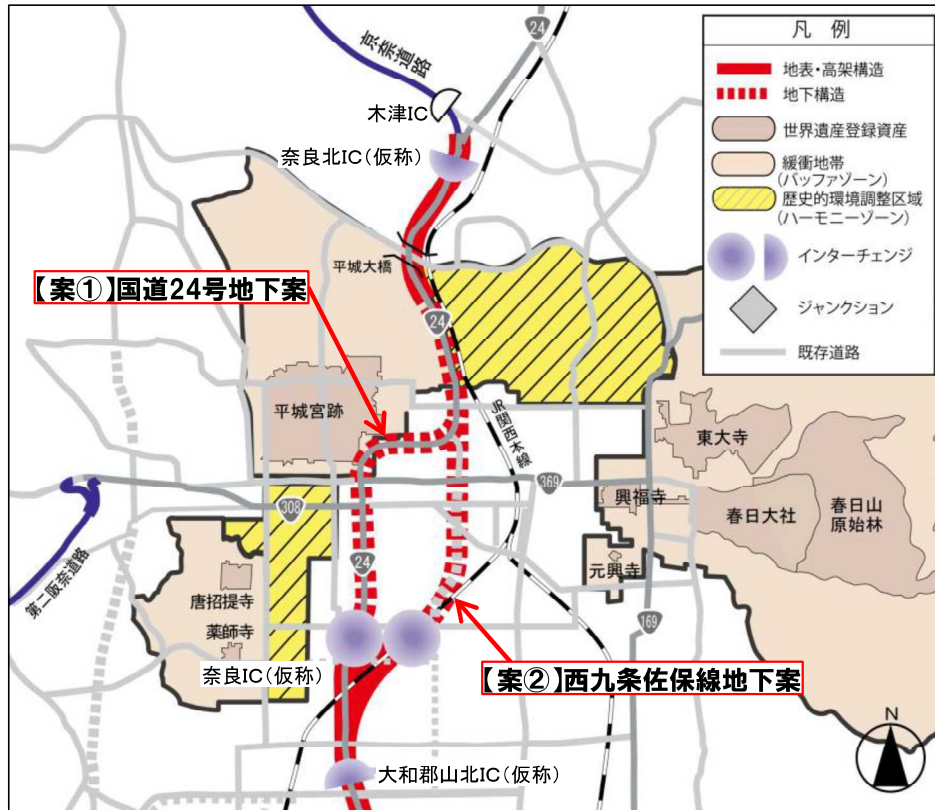 凡 例
地表・高架構造
地下構造
世界遺産登録資産
緩衝地帯
(バッファゾーン)
歴史的環境調整区域
(ハーモニーゾーン)
インターチェンジ
ジャンクション
既存道路
24
京奈道路
木津IC
奈良北IC(仮称)
平城大橋
【案①】国道24号地下案
24
平城宮跡
JR関西本線
東大寺
369
興福寺
春日大社
春日山
原始林
308
元興寺
24
第二阪奈道路
唐招提寺
薬師寺
169
奈良IC(仮称)
【案②】西九条佐保線地下案
大和郡山北IC(仮称)
N